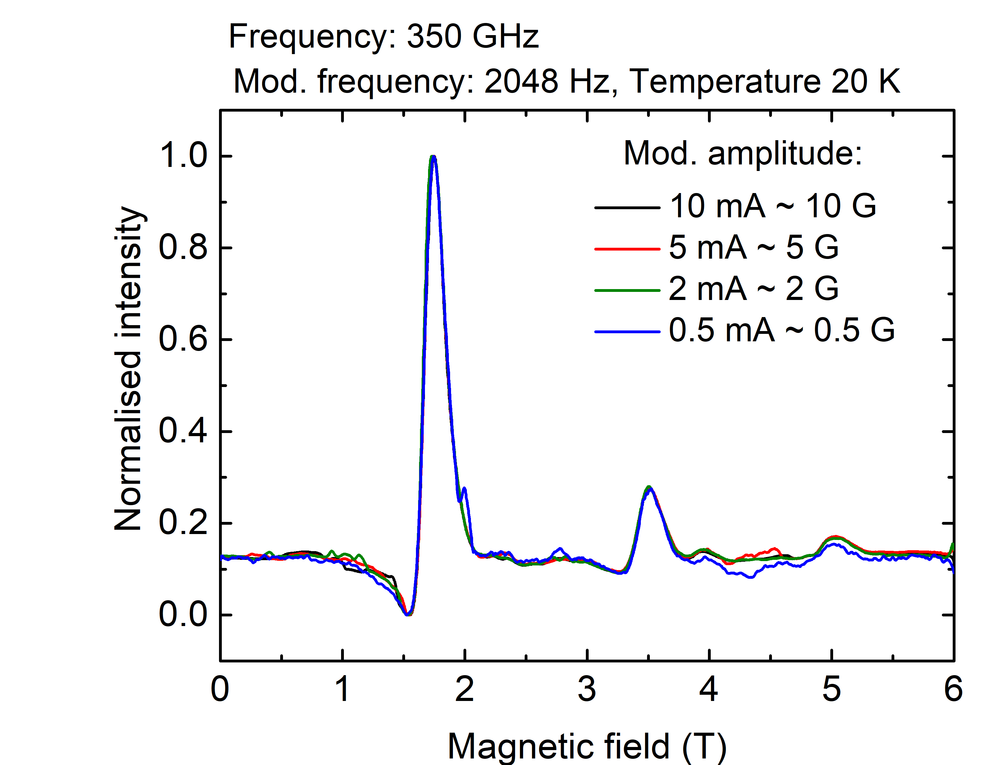 Frequency: 350 GHz
Mod. frequency: 2048 Hz, Temperature 20 K
Mod. amplitude:
10 mA ~ 10 G
5 mA ~ 5 G
2 mA ~ 2 G
0.5 mA ~ 0.5 G
Normalised intensity
1.0
0.8
0.6
0.4
0.2
0.0
0 1 2 3 4 5 6
Magnetic field (T)